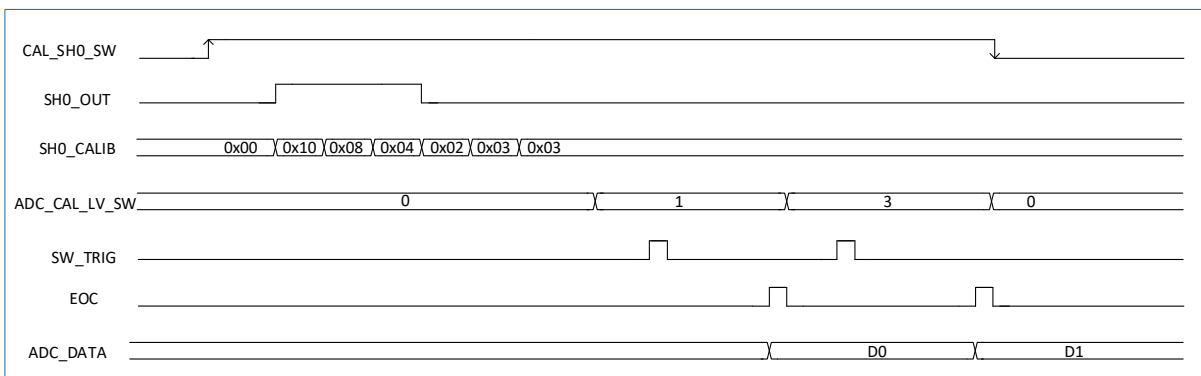 CAL_SH0_SW
SH0_OUT
SH0_CALIB 0x00 0x10 0x08 0x04 0x02 0x03 0x03
ADC_CAL_LV_SW 0 1 3 0
SW_TRIG
EOC
ADC_DATA D0 D1